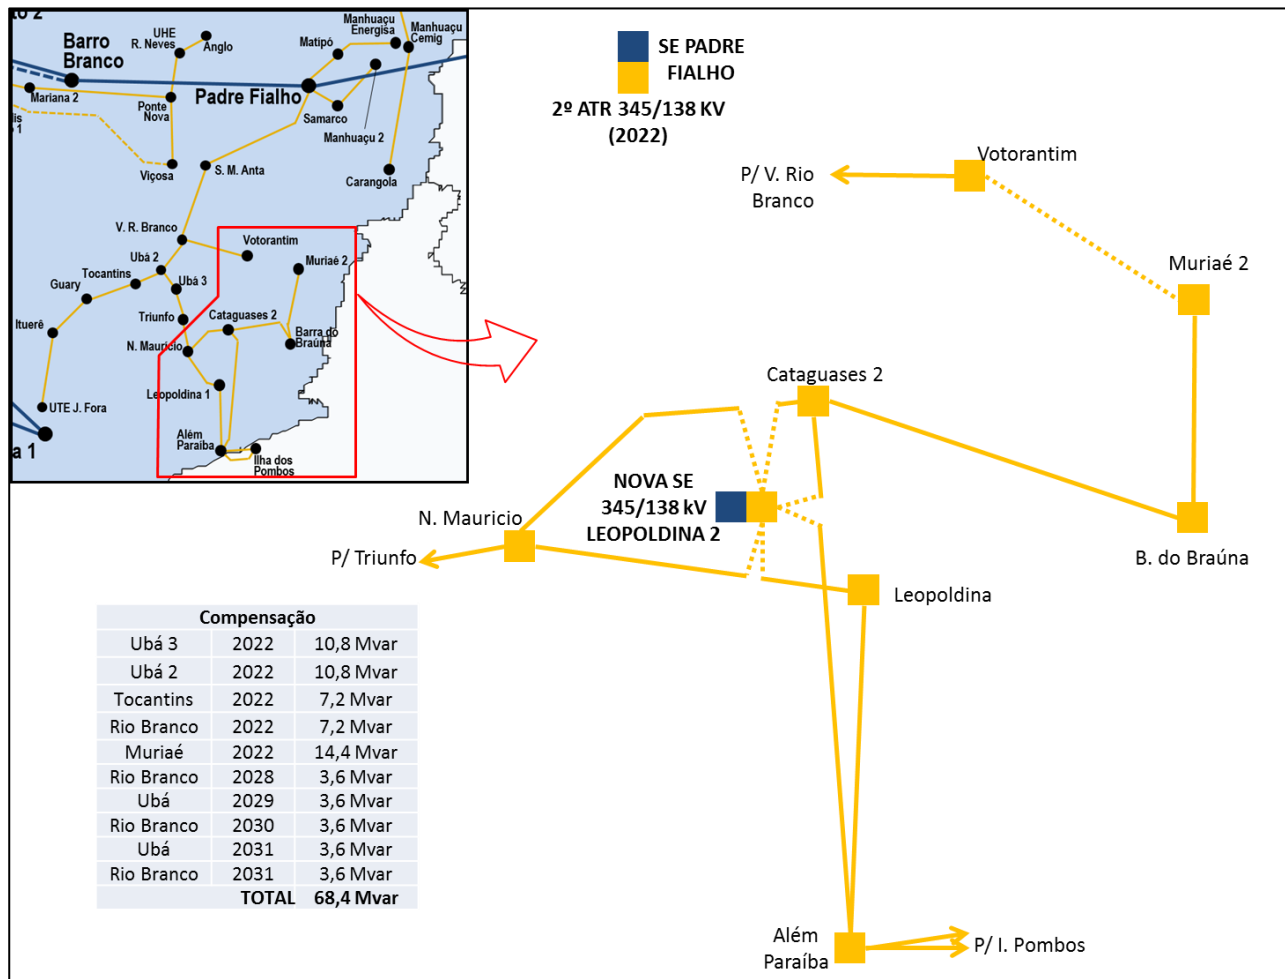 to 2
Barro
Branco
UHE
R. Neves
Anglo
Matipó
Manhuaçu
Energisa
Manhuaçu
Cemig
Mariana 2
Ponte
Nova
Padre Fialho
Samarco
Manhuaçu 2
is
1
Viçosa
S. M. Anta
Carangola
V. R. Branco
Votorantim
Ubá 2
Muriaé 2
Tocantins
Ubá 3
Guary
Triunfo
Cataguases 2
Ituerê
N. Maurício
Barra do
Braúna
Leopoldina 1
UTE J. Fora
Além
Paraíba
a 1
Ilha dos
Pombos
SE PADRE
FIALHO
2º ATR 345/138 KV
(2022)
Votorantim
P/ V. Rio
Branco
Muriaé 2
Cataguases 2
NOVA SE
345/138 kV
LEOPOLDINA 2
N. Mauricio
P/ Triunfo
B. do Braúna
Leopoldina
Compensação
Ubá 3 2022 10,8 Mvar
Ubá 2 2022 10,8 Mvar
Tocantins 2022 7,2 Mvar
Rio Branco 2022 7,2 Mvar
Muriaé 2022 14,4 Mvar
Rio Branco 2028 3,6 Mvar
Ubá 2029 3,6 Mvar
Rio Branco 2030 3,6 Mvar
Ubá 2031 3,6 Mvar
Rio Branco 2031 3,6 Mvar
TOTAL 68,4 Mvar
Além
Paraíba
P/ I. Pombos